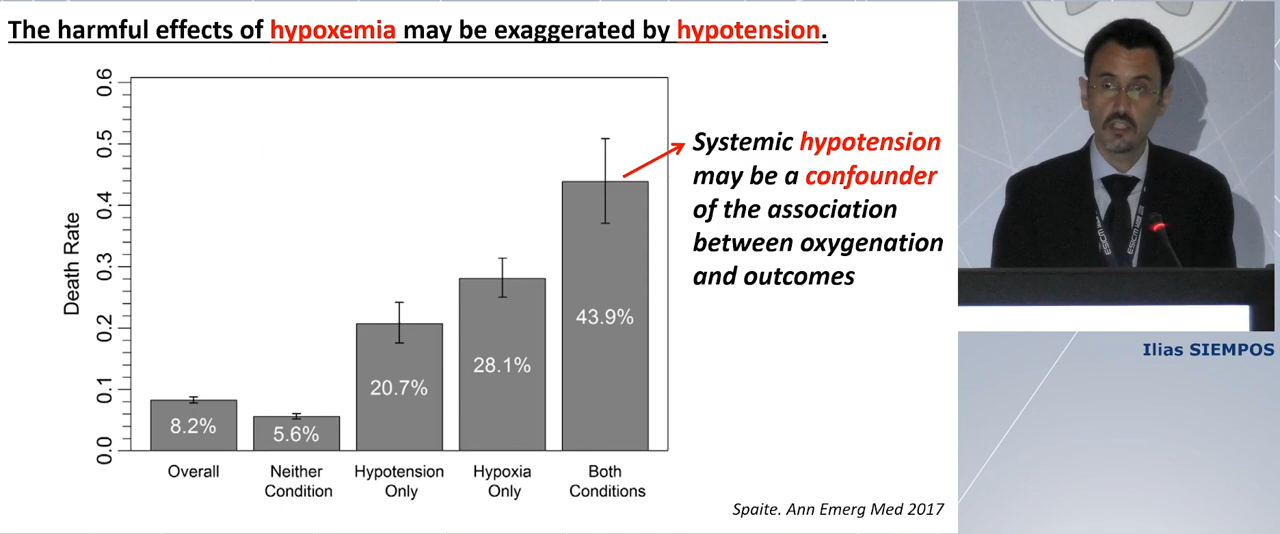 The harmful effects of hypoxemia may be exaggerated by hypotension.
0.6
0.5
0.4
0.3
0.2
0.1
0.0
Death Rate
8.2%
5.6%
20.7%
28.1%
43.9%
Overall
Neither
Condition
Hypotension
Only
Hypoxia
Only
Both
Conditions
Systemic hypotension
may be a confounder
of the association
between oxygenation
and outcomes
Spaite. Ann Emerg Med 2017
ESICM
Ilias SIEMPOS